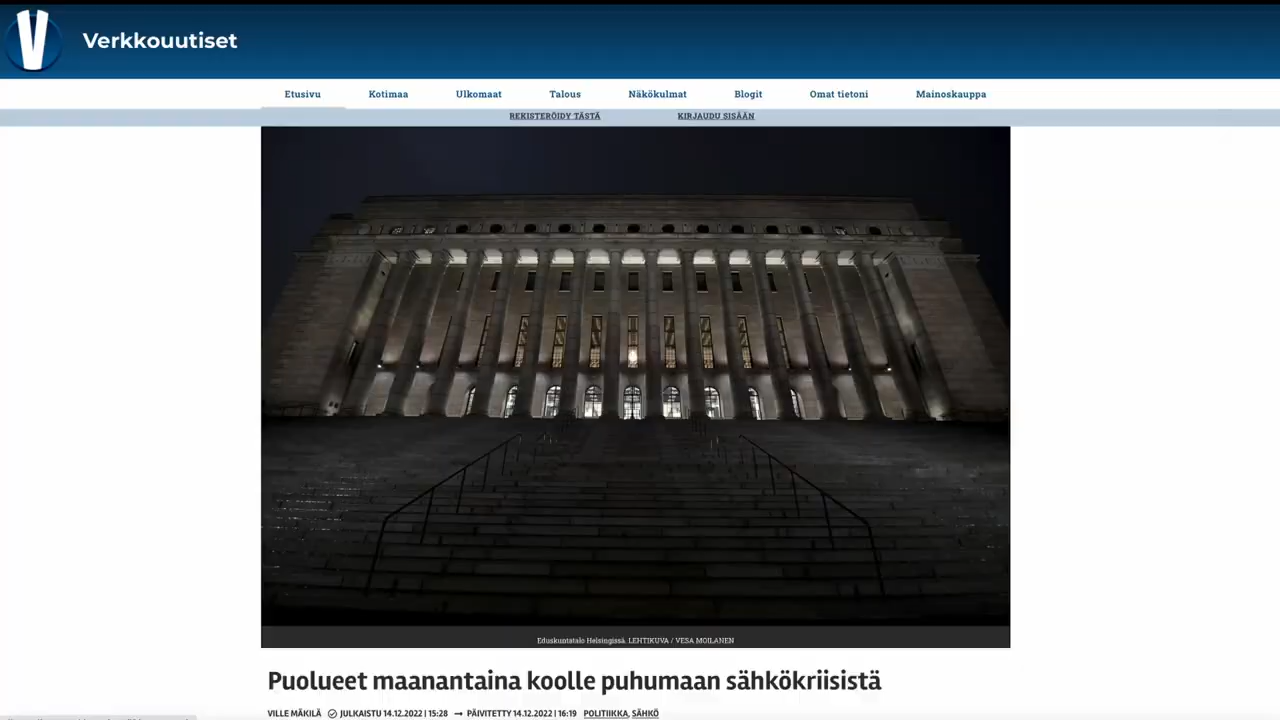 Verkkouutiset
Etusivu Kotimaa Ulkomaat Talous Näkökulmat Blogit Omat tietoni Mainoskauppa
REKISTERÖIDY TÄSTÄ KIRJAUDU SISÄÄN
Eduskuntatalo Helsingissä. LEHTIKUVA / VESA MOILANEN
Puolueet maanantaina koolle puhumaan sähkökriisistä
VILLE MÄKILÄ JULKAISTU 14.12.2022 | 15:28 → PÄIVITETTY 14.12.2022 | 16:19 POLITIIKKA, SÄHKÖ